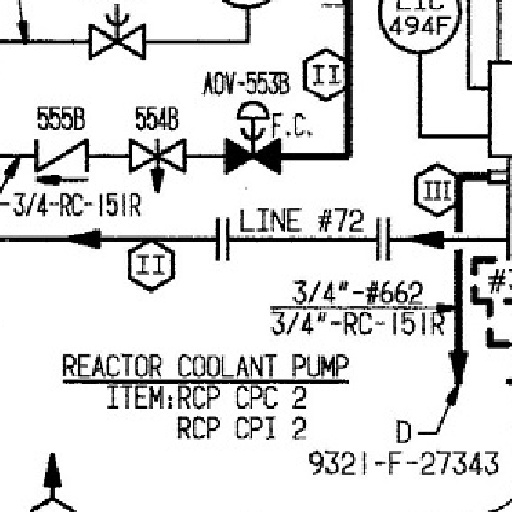 LIC
494F
II
AOV-553B
555B
554B
F.C.
III
3/4-RC-151R
LINE #72
II
3/4"-#662
3/4"-RC-151R
REACTOR COOLANT PUMP
ITEM:RCP CPC 2
RCP CPI 2
D
9321-F-27343